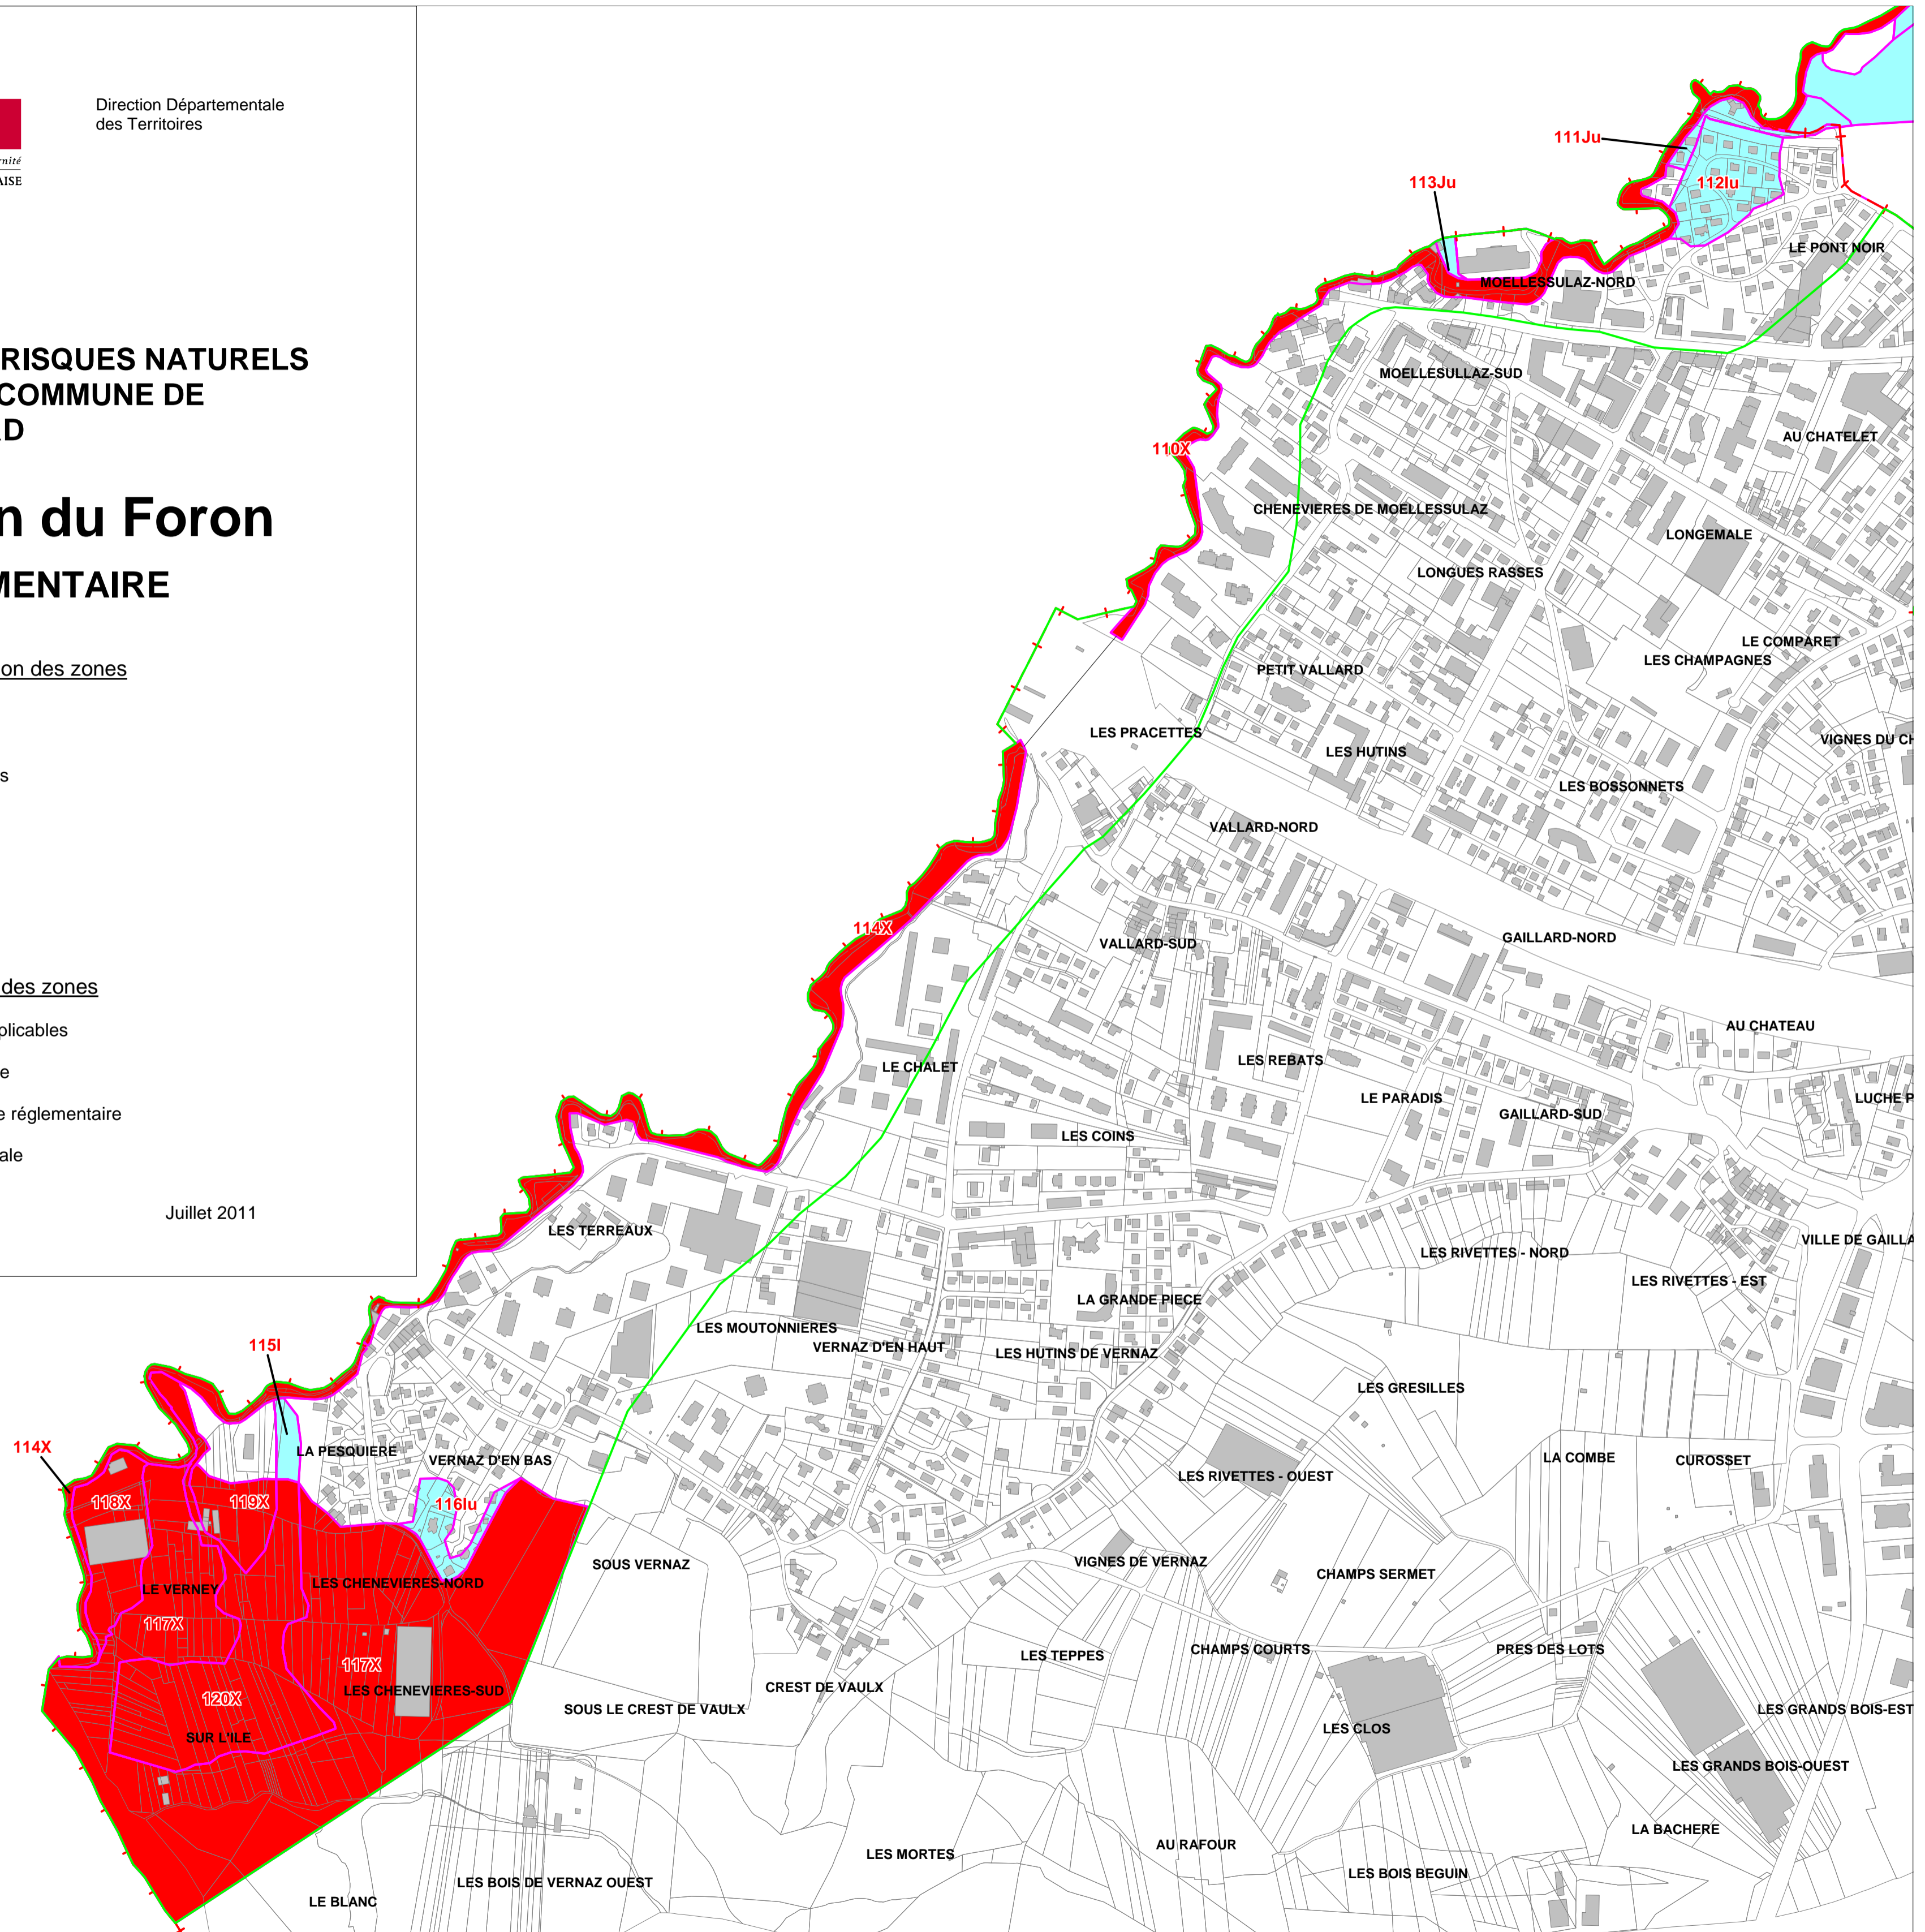 Direction Départementale
des Territoires
RISQUES NATURELS
COMMUNE DE
du Foron
des zones
des zones
réglementaire
Juillet 2011
111Ju
112Iu
113Ju
LE PONT NOIR
MOELLESSULAZ-NORD
MOELLESULLAZ-SUD
AU CHATELET
110X
CHENEVIERES DE MOELLESSULAZ
LONGEMALE
LONGUES RASSES
LE COMPARET
LES CHAMPAGNES
PETIT VALLARD
LES PRACETTES
VIGNES DU
LES HUTINS
LES BOSSONNETS
VALLARD-NORD
114X
VALLARD-SUD
GAILLARD-NORD
AU CHATEAU
LE CHALET
LES REBATS
LE PARADIS
LUCHE
GAILLARD-SUD
LES COINS
LES TERREAUX
VILLE DE
LES RIVETTES - NORD
LES RIVETTES - EST
LA GRANDE PIECE
LES MOUTONNIERES
115I
VERNAZ D'EN HAUT
LES HUTINS DE VERNAZ
LES GRESILLES
114X
LA PESQUIERE
VERNAZ D'EN BAS
LA COMBE
CUROSSET
LES RIVETTES - OUEST
118X
119X
116Iu
SOUS VERNAZ
VIGNES DE VERNAZ
CHAMPS SERMET
LE VERNEY
LES CHENEVIERES-NORD
117X
LES TEPPES
CHAMPS COURTS
PRES DES LOTS
117X
CREST DE VAULX
LES CHENEVIERES-SUD
120X
SOUS LE CREST DE VAULX
LES GRANDS BOIS-EST
LES CLOS
SUR L'ILE
LES GRANDS BOIS-OUEST
LA BACHERE
AU RAFOUR
LES MORTES
LES BOIS BEGUIN
LES BOIS DE VERNAZ OUEST
LE BLANC